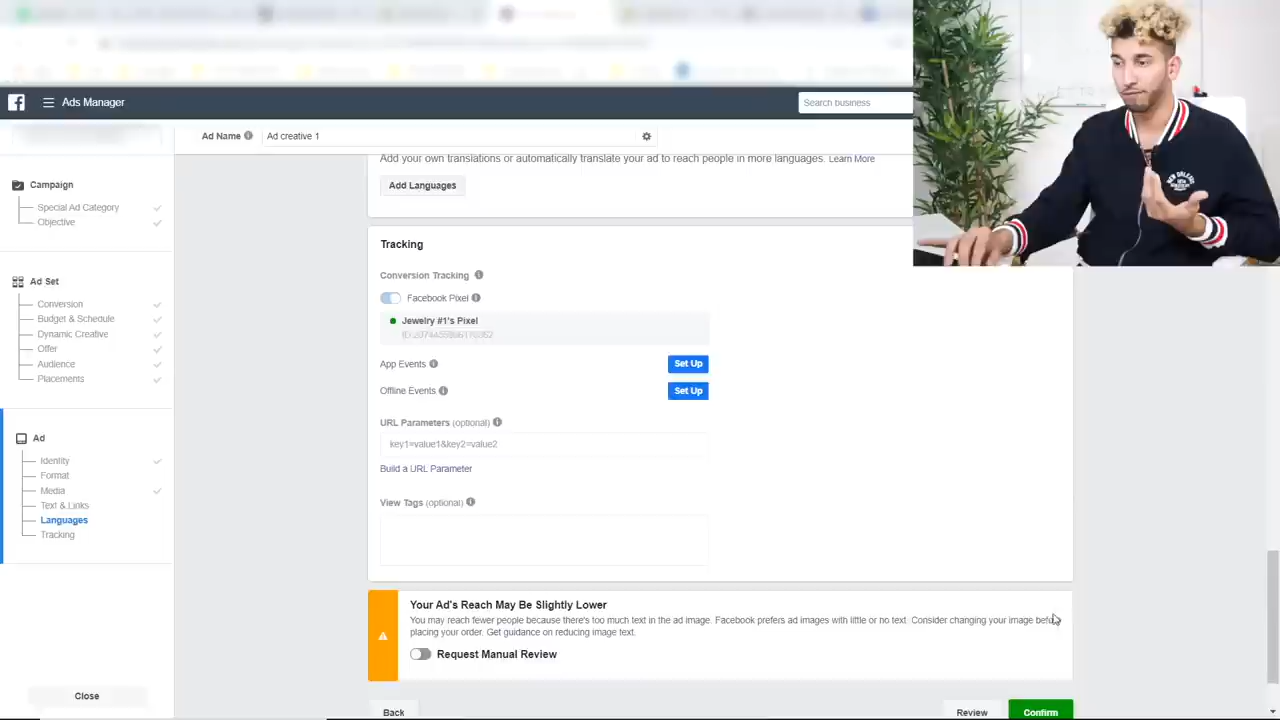 Ads Manager
Search business
Ad Name
Ad creative 1
Campaign
Special Ad Category
Objective
Ad Set
Conversion
Budget & Schedule
Dynamic Creative
Offer
Audience
Placements
Ad
Identity
Format
Media
Text & Links
Languages
Tracking
Close
Add your own translations or automatically translate your ad to reach people in more languages. Learn More
Add Languages
Tracking
Conversion Tracking
Facebook Pixel
Jewelry #1's Pixel
App Events
Set Up
Offline Events
Set Up
URL Parameters (optional)
key1=value1&key2=value2
Build a URL Parameter
View Tags (optional)
Your Ad's Reach May Be Slightly Lower
You may reach fewer people because there's too much text in the ad image. Facebook prefers ad images with little or no text. Consider changing your image
placing your order. Get guidance on reducing image text.
Request Manual Review
Back
Review
Confirm
NEW ORLEANS